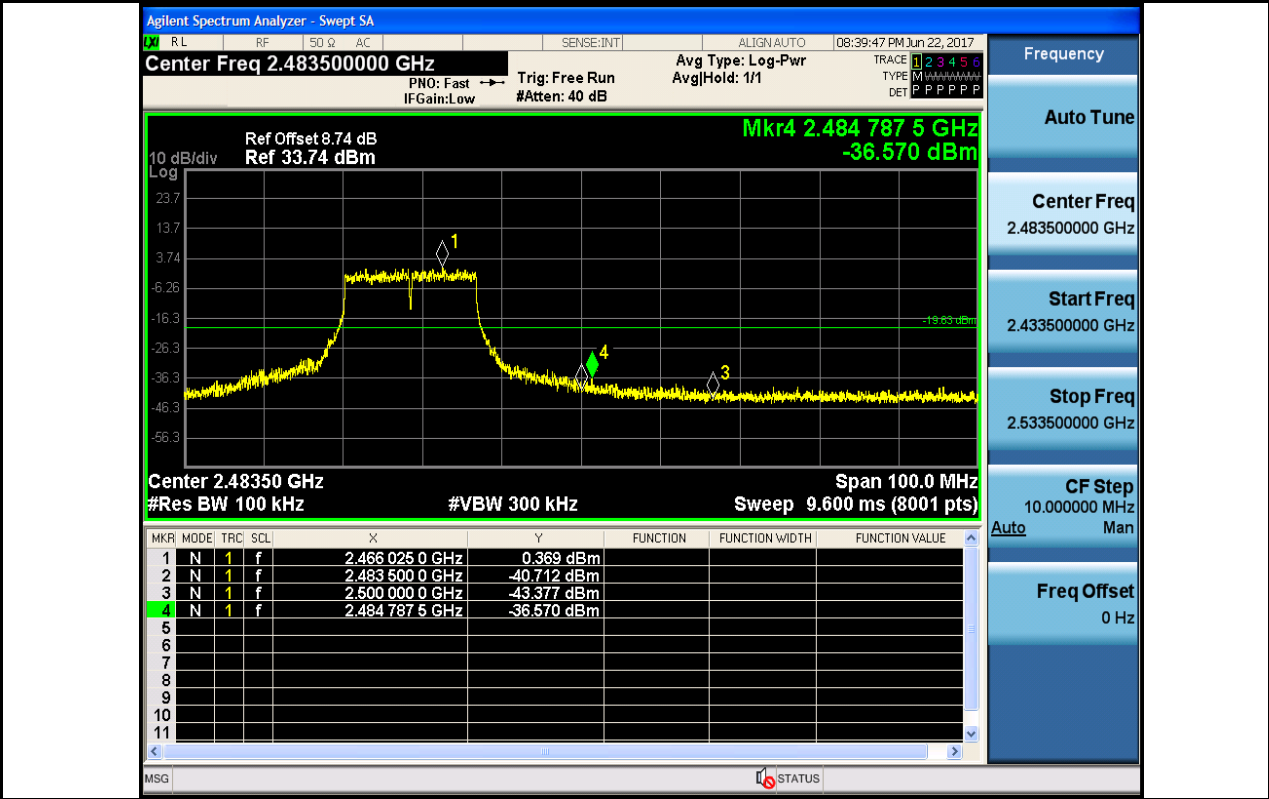 Agilent Spectrum Analyzer - Swept SA
LXI RL RF 50 Ω AC SENSE:INT ALIGNAUTO 08:39:47 PM Jun 22, 2017
Center Freq 2.483500000 GHz
PNO: Fast
IFGain:Low
Trig: Free Run
#Atten: 40 dB
Avg Type: Log-Pwr
Avg|Hold: 1/1
TRACE 1 2 3 4 5 6
TYPE M WWWWW
DET P P P P P P
Frequency
Auto Tune
Center Freq
2.483500000 GHz
Start Freq
2.433500000 GHz
Stop Freq
2.533500000 GHz
CF Step
10.000000 MHz
Auto Man
Freq Offset
0 Hz
Mkr4 2.484 787 5 GHz
-36.570 dBm
Ref Offset 8.74 dB
10 dB/div Ref 33.74 dBm
Log
23.7
13.7
3.74
-6.26
-16.3
-26.3
-36.3
-46.3
-56.3
1
4
3
-19.63 dBm
Center 2.48350 GHz Span 100.0 MHz
#Res BW 100 kHz #VBW 300 kHz Sweep 9.600 ms (8001 pts)
MKR MODE TRC SCL X Y FUNCTION FUNCTION WIDTH FUNCTION VALUE
1 N 1 f 2.466 025 0 GHz 0.369 dBm
2 N 1 f 2.483 500 0 GHz -40.712 dBm
3 N 1 f 2.500 000 0 GHz -43.377 dBm
4 N 1 f 2.484 787 5 GHz -36.570 dBm
5
6
7
8
9
10
11
MSG STATUS